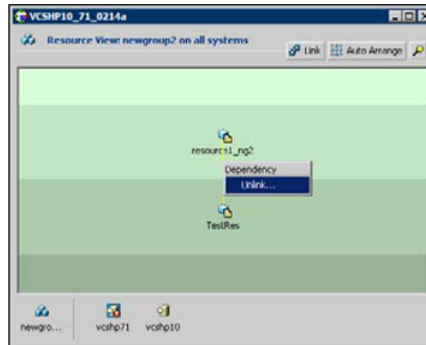 VCSHP10_71_0214a
Resource View: newgroup2 on all systems
Link
Auto Arrange
resource1_ng2
Dependency
Unlink...
TestRes
newgro...
vcshp71
vcshp10